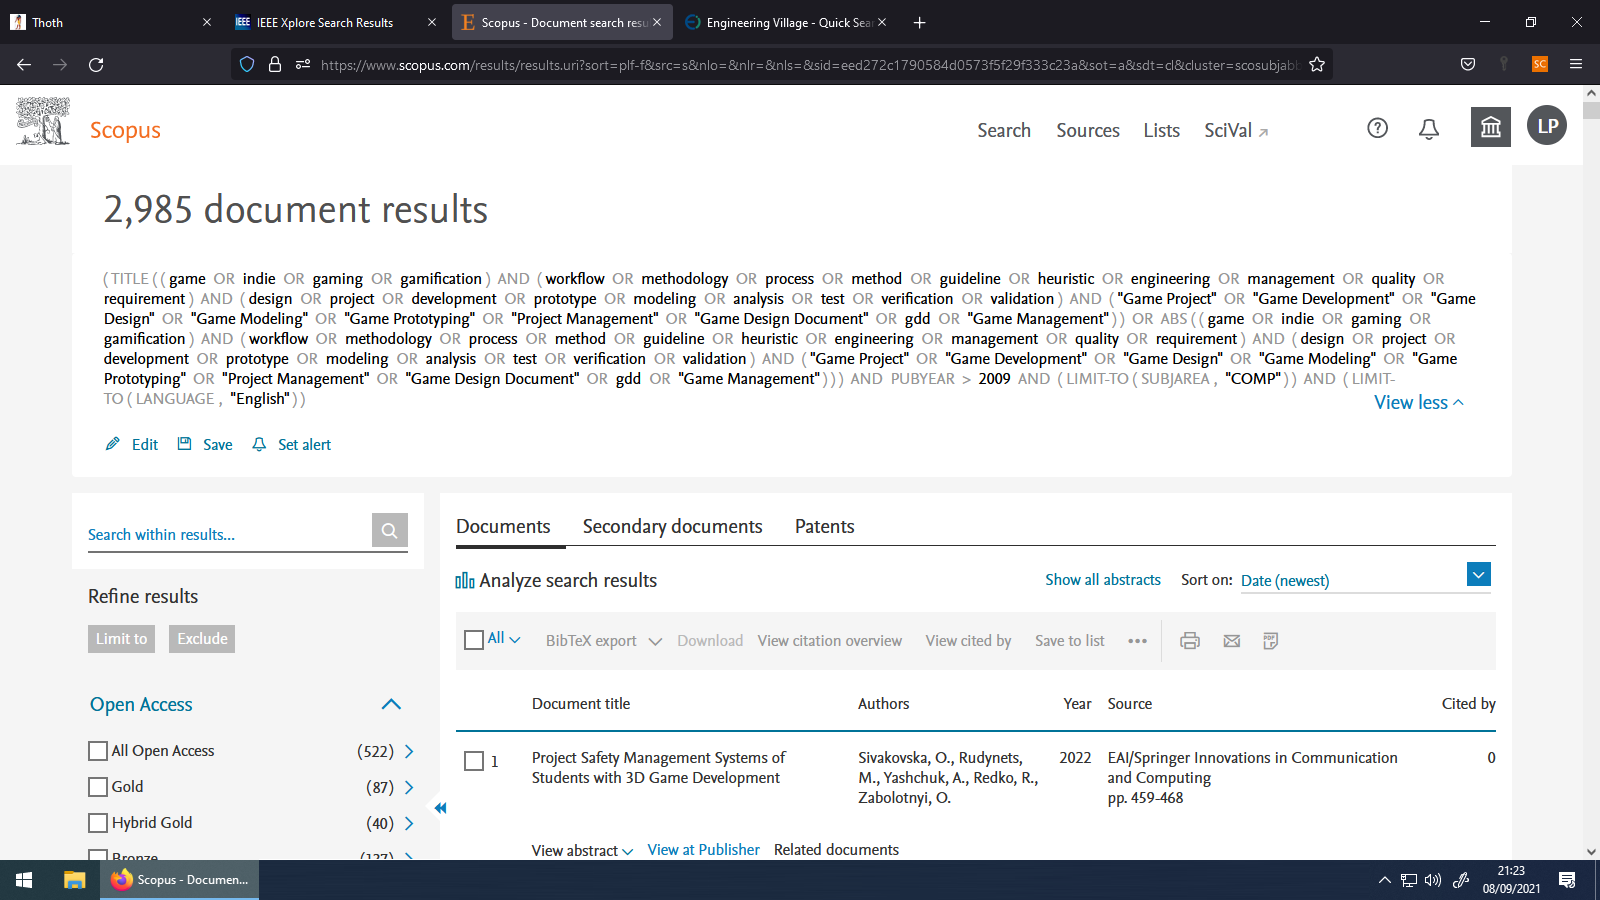 Thoth
IEEE Xplore Search Results
Scopus - Document search resu
Engineering Village - Quick Sear
https://www.scopus.com/results/results.uri?sort=plf-f&src=s&nlo=&nlr=&nls=&sid=eed272c1790584d0573f5f29f333c23a&sot=a&sdt=cl&cluster=scosubjabb
SC
Scopus
Search Sources Lists SciVal
LP
2,985 document results
( TITLE ( ( game OR indie OR gaming OR gamification ) AND ( workflow OR methodology OR process OR method OR guideline OR heuristic OR engineering OR management OR quality OR
requirement ) AND ( design OR project OR development OR prototype OR modeling OR analysis OR test OR verification OR validation ) AND ( "Game Project" OR "Game Development" OR "Game
Design" OR "Game Modeling" OR "Game Prototyping" OR "Project Management" OR "Game Design Document" OR gdd OR "Game Management" ) ) OR ABS ( ( game OR indie OR gaming OR
gamification ) AND ( workflow OR methodology OR process OR method OR guideline OR heuristic OR engineering OR management OR quality OR requirement ) AND ( design OR project OR
development OR prototype OR modeling OR analysis OR test OR verification OR validation ) AND ( "Game Project" OR "Game Development" OR "Game Design" OR "Game Modeling" OR "Game
Prototyping" OR "Project Management" OR "Game Design Document" OR gdd OR "Game Management" ) ) ) AND PUBYEAR > 2009 AND ( LIMIT-TO ( SUBJAREA , "COMP" ) ) AND ( LIMIT-
TO ( LANGUAGE , "English" ) )
View less
Edit Save Set alert
Search within results...
Refine results
Limit to Exclude
Open Access
All Open Access (522)
Gold (87)
Hybrid Gold (40)
Bronze (137)
Documents Secondary documents Patents
Analyze search results
Show all abstracts Sort on: Date (newest)
All BibTeX export Download View citation overview View cited by Save to list ••• PDF
Document title Authors Year Source Cited by
1 Project Safety Management Systems of Sivakovska, O., Rudynets, 2022 EAI/Springer Innovations in Communication 0
Students with 3D Game Development M., Yashchuk, A., Redko, R., and Computing
Zabolotnyi, O. pp. 459-468
View abstract View at Publisher Related documents
Scopus - Documen...
21:23
08/09/2021